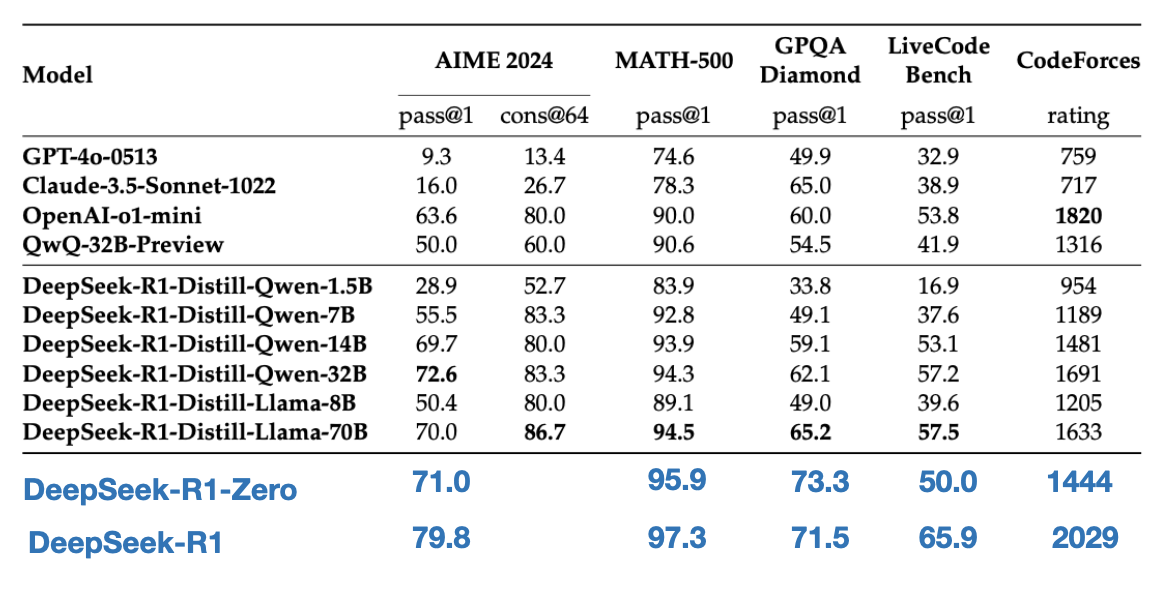 Model AIME 2024 MATH-500 GPQA Diamond LiveCode Bench CodeForces
pass@1 cons@64 pass@1 pass@1 pass@1 rating
GPT-4o-0513 9.3 13.4 74.6 49.9 32.9 759
Claude-3.5-Sonnet-1022 16.0 26.7 78.3 65.0 38.9 717
OpenAI-o1-mini 63.6 80.0 90.0 60.0 53.8 1820
QwQ-32B-Preview 50.0 60.0 90.6 54.5 41.9 1316
DeepSeek-R1-Distill-Qwen-1.5B 28.9 52.7 83.9 33.8 16.9 954
DeepSeek-R1-Distill-Qwen-7B 55.5 83.3 92.8 49.1 37.6 1189
DeepSeek-R1-Distill-Qwen-14B 69.7 80.0 93.9 59.1 53.1 1481
DeepSeek-R1-Distill-Qwen-32B 72.6 83.3 94.3 62.1 57.2 1691
DeepSeek-R1-Distill-Llama-8B 50.4 80.0 89.1 49.0 39.6 1205
DeepSeek-R1-Distill-Llama-70B 70.0 86.7 94.5 65.2 57.5 1633
DeepSeek-R1-Zero 71.0 95.9 73.3 50.0 1444
DeepSeek-R1 79.8 97.3 71.5 65.9 2029